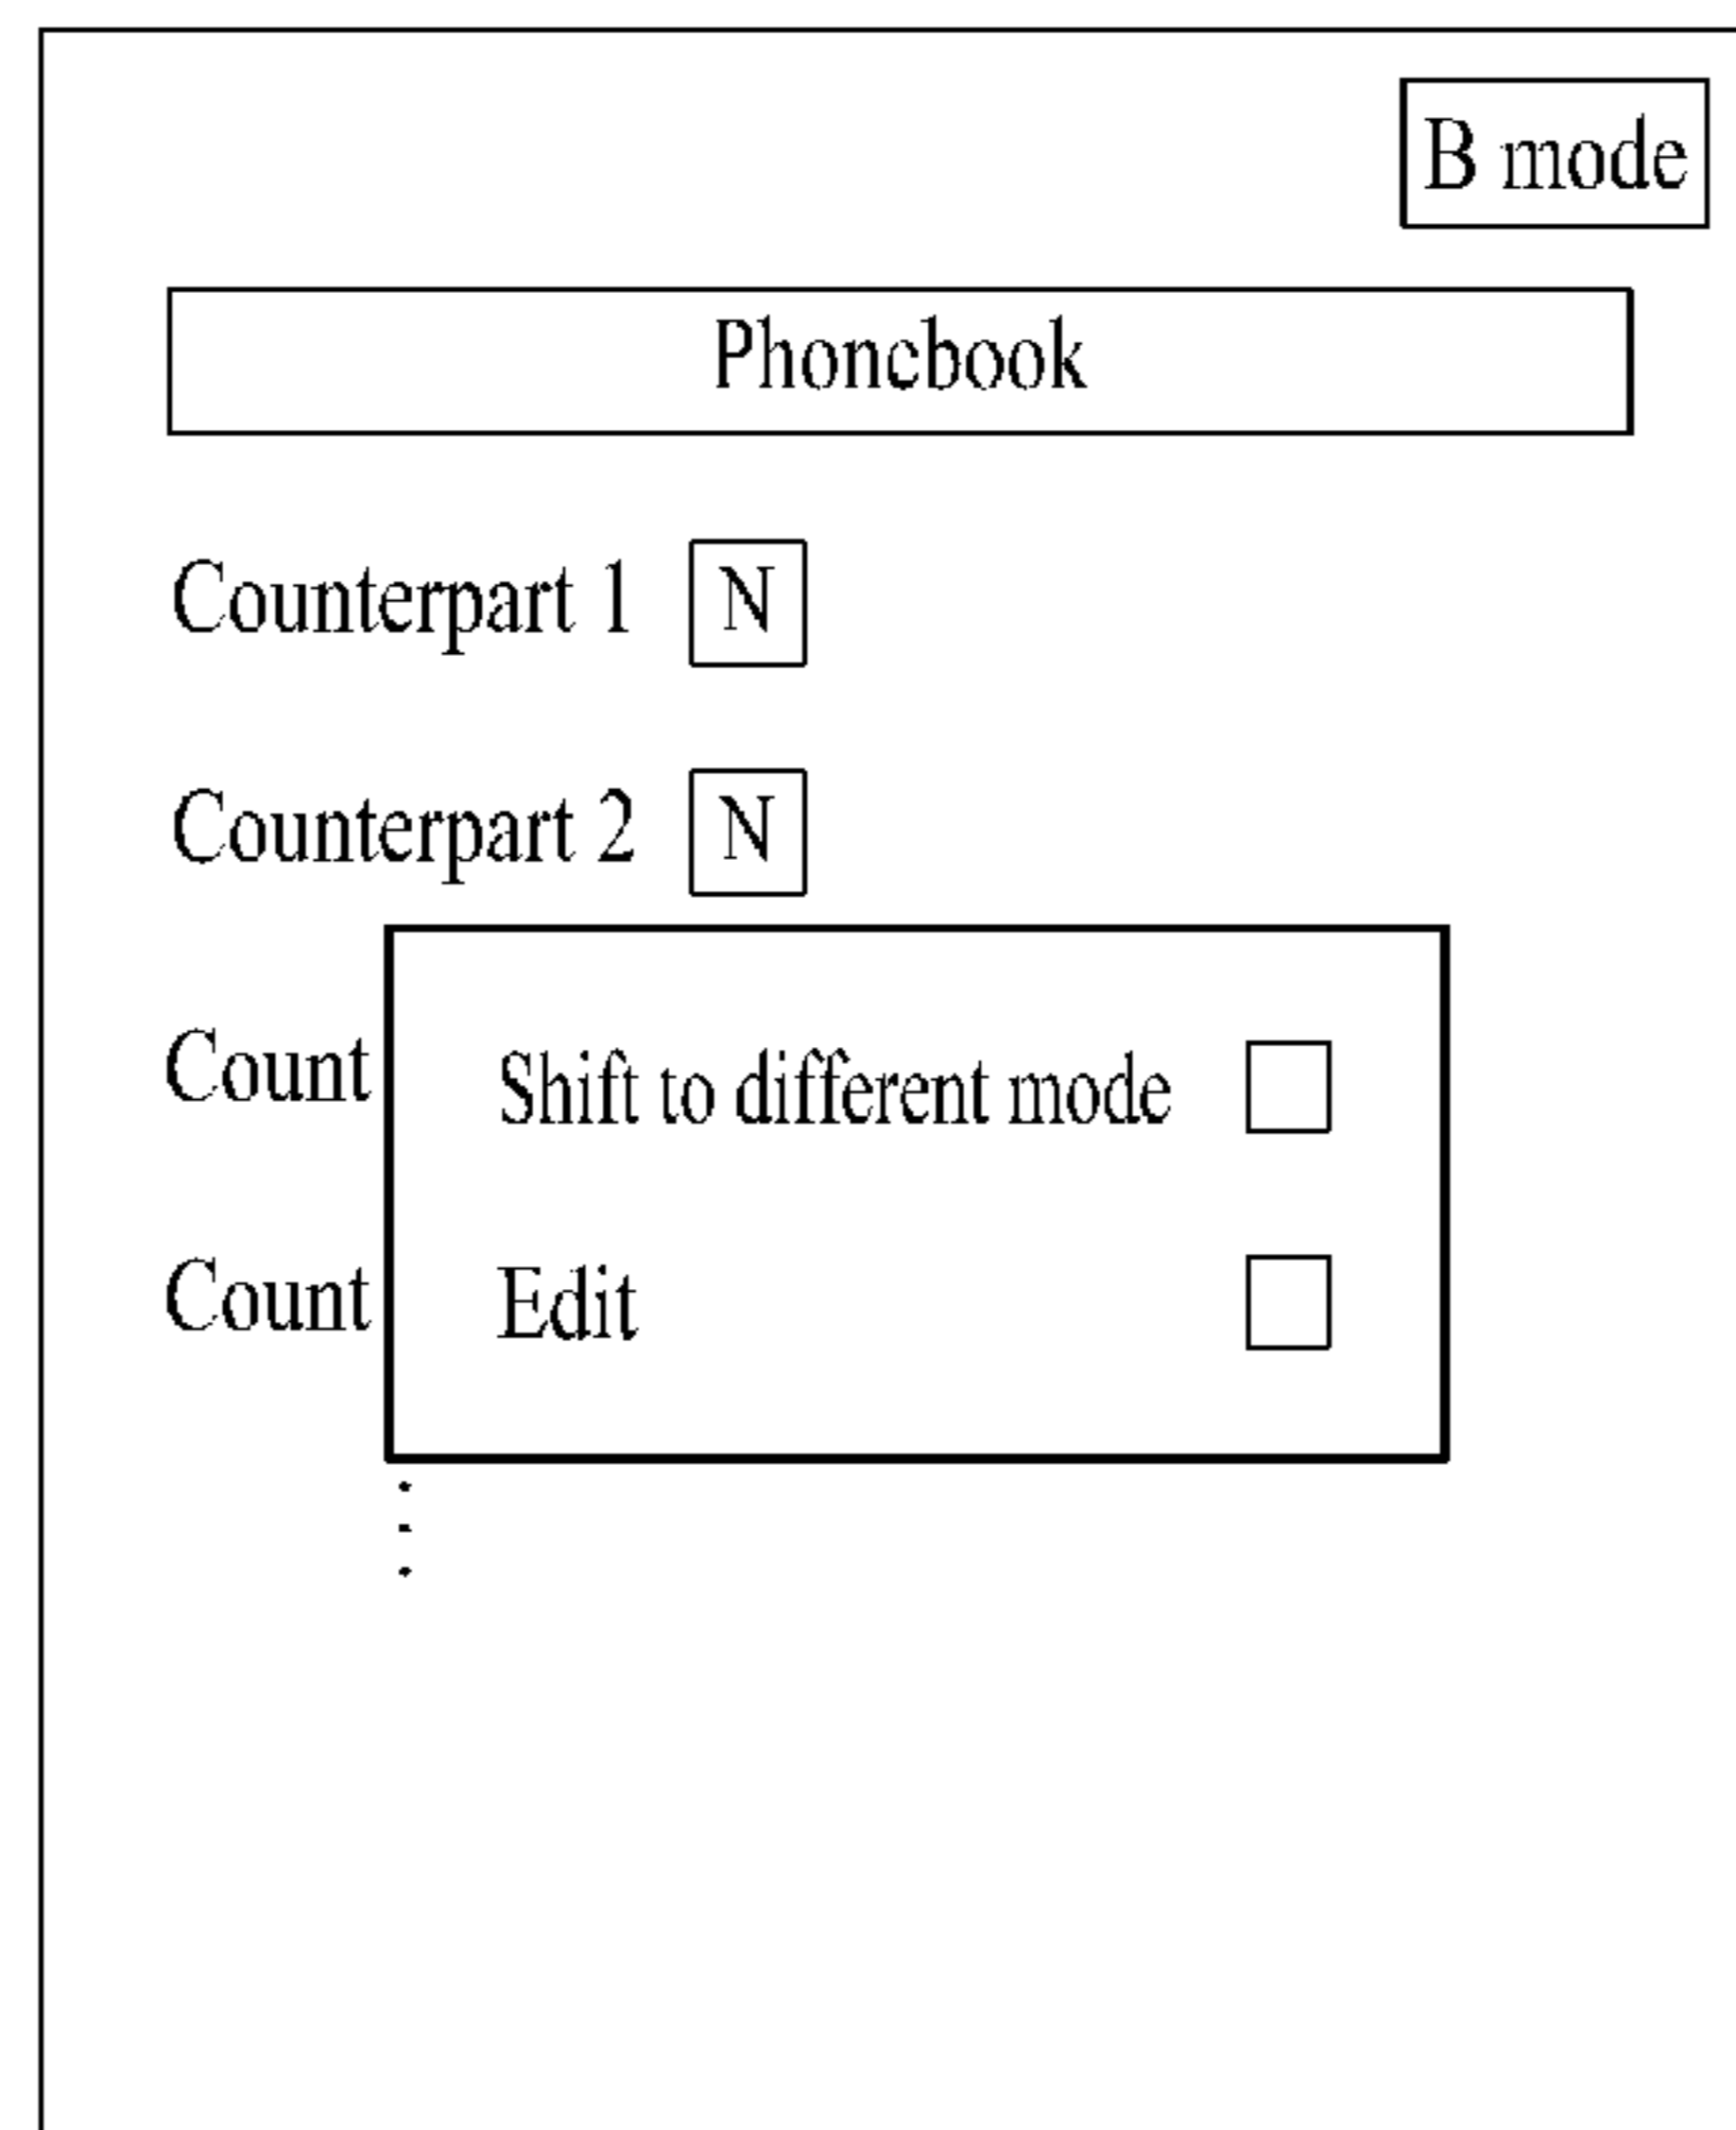 B mode
Phonebook
Counterpart 1 N
Counterpart 2 N
Count
Shift to different mode
Count
Edit